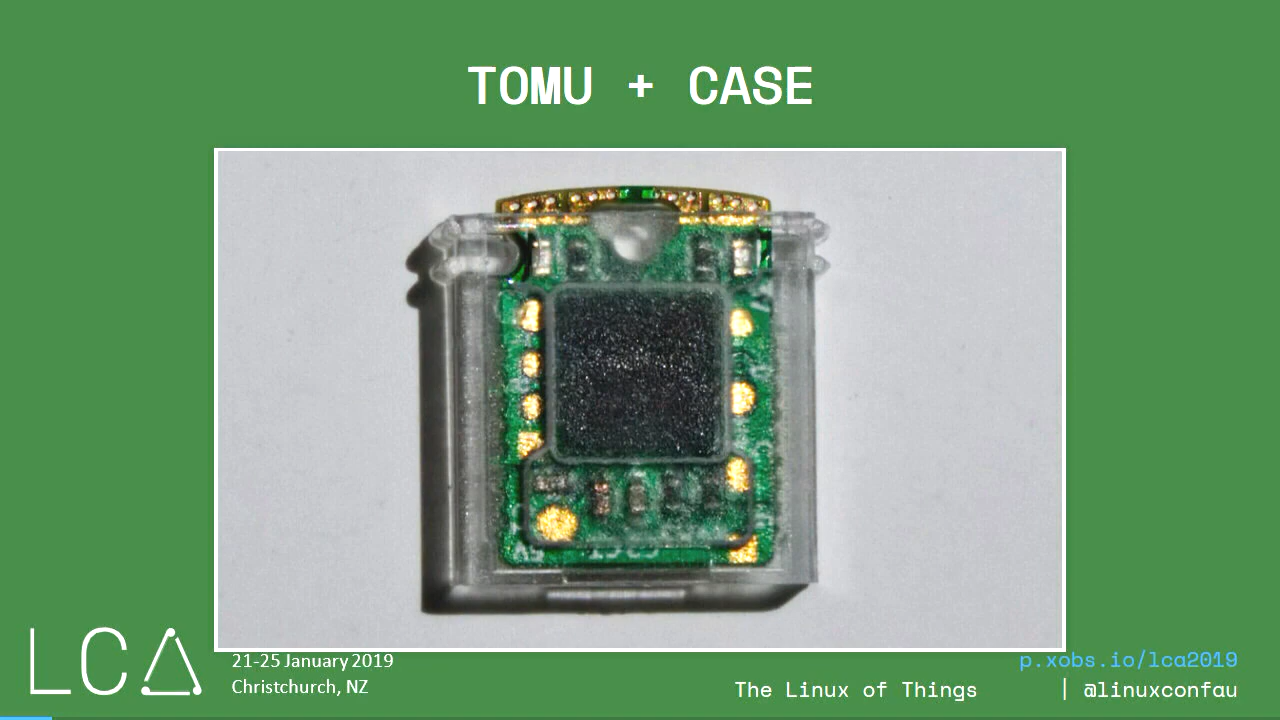 TOMU + CASE
LCA
21-25 January 2019
Christchurch, NZ
p.xobs.io/lca2019
The Linux of Things | @linuxconfau